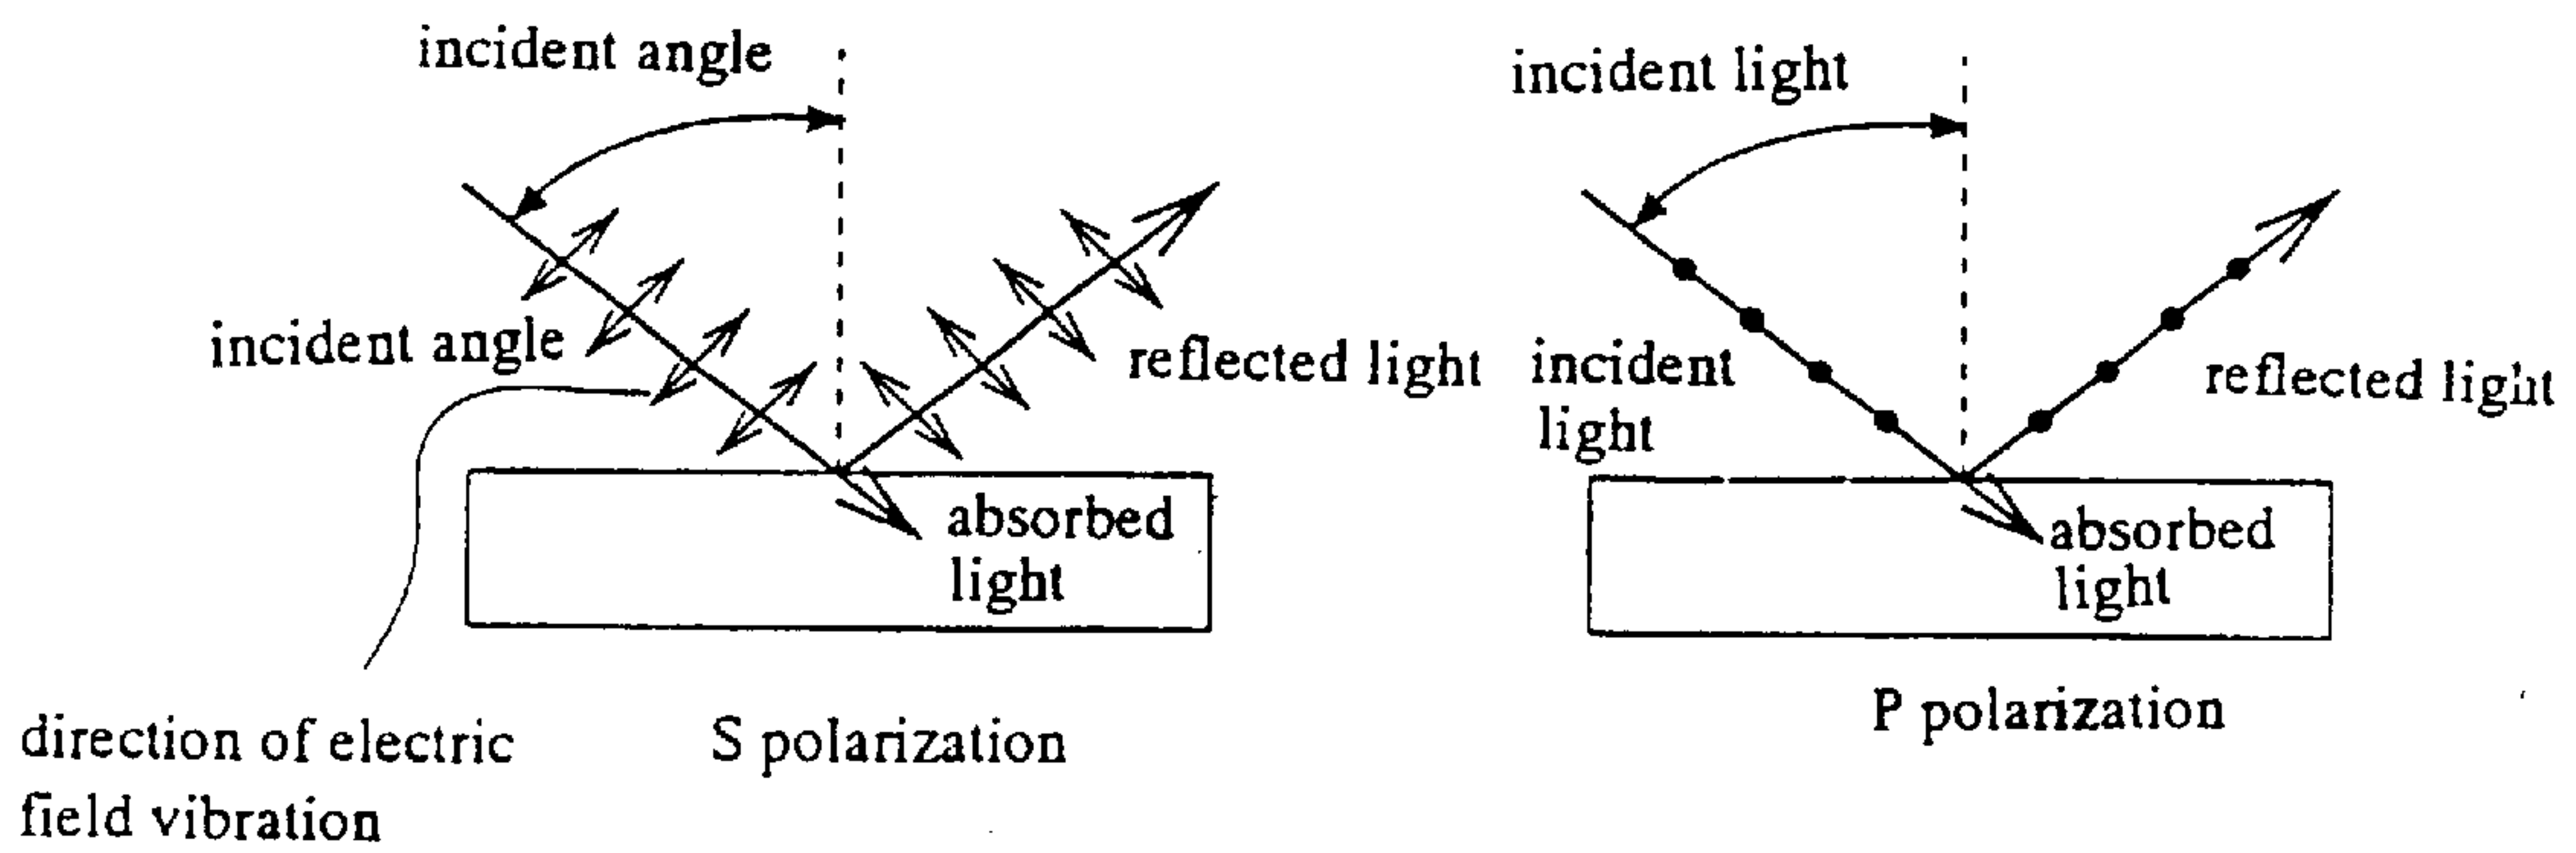 incident angle
incident angle
reflected light
absorbed
light
direction of electric
field vibration
S polarization
incident light
incident
light
reflected light
absorbed
light
P polarization